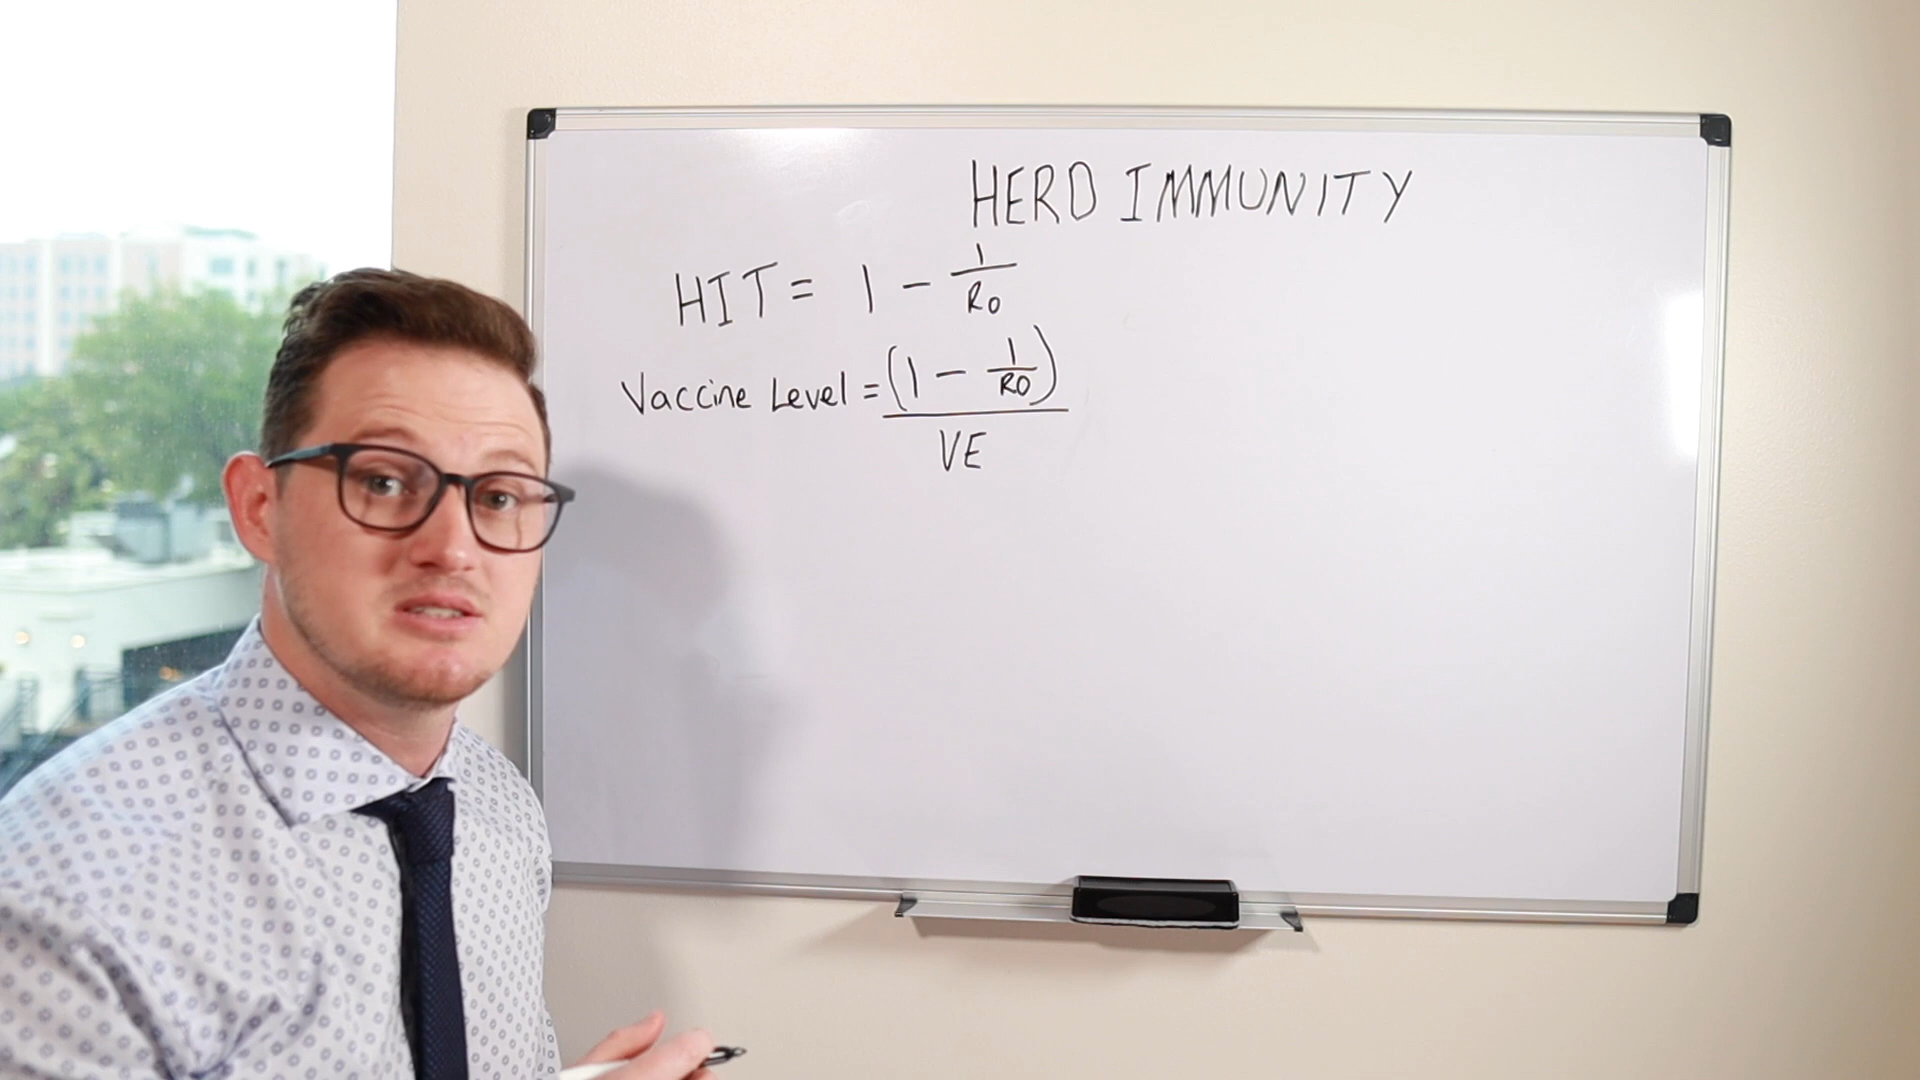 HERD IMMUNITY
HIT = 1 - 1/R0
Vaccine Level = (1 - 1/R0)/VE